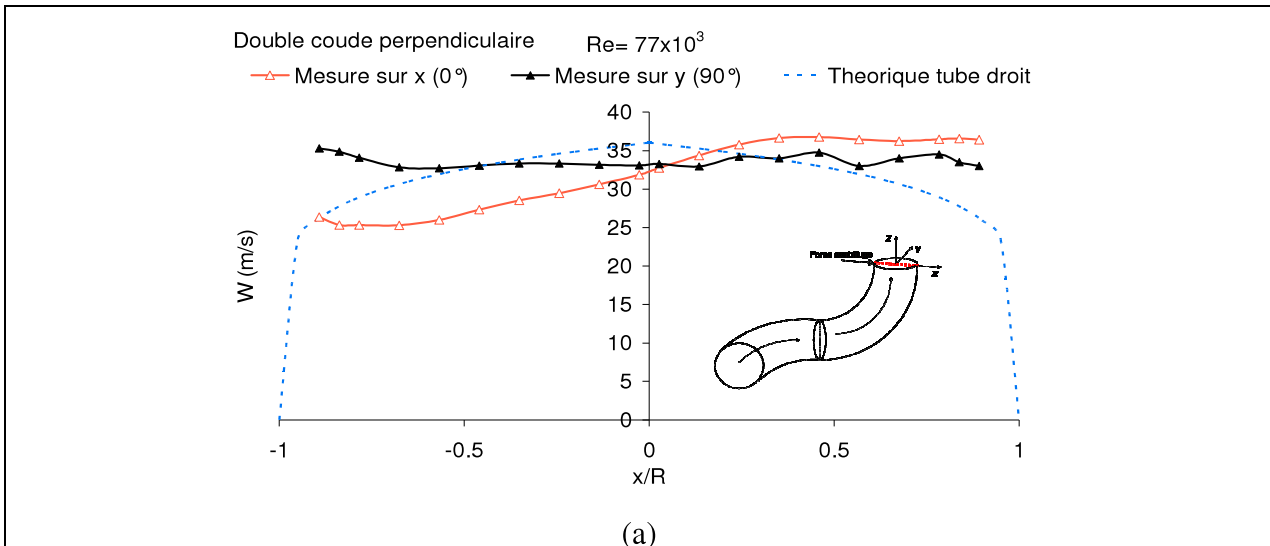 Double coude perpendiculaire Re= 77x10³
Mesure sur x (0°) Mesure sur y (90°) Theorique tube droit
40
35
30
25
20
15
10
5
0
W (m/s)
Z
Y
X
-1 -0.5 0 0.5 1
x/R
(a)